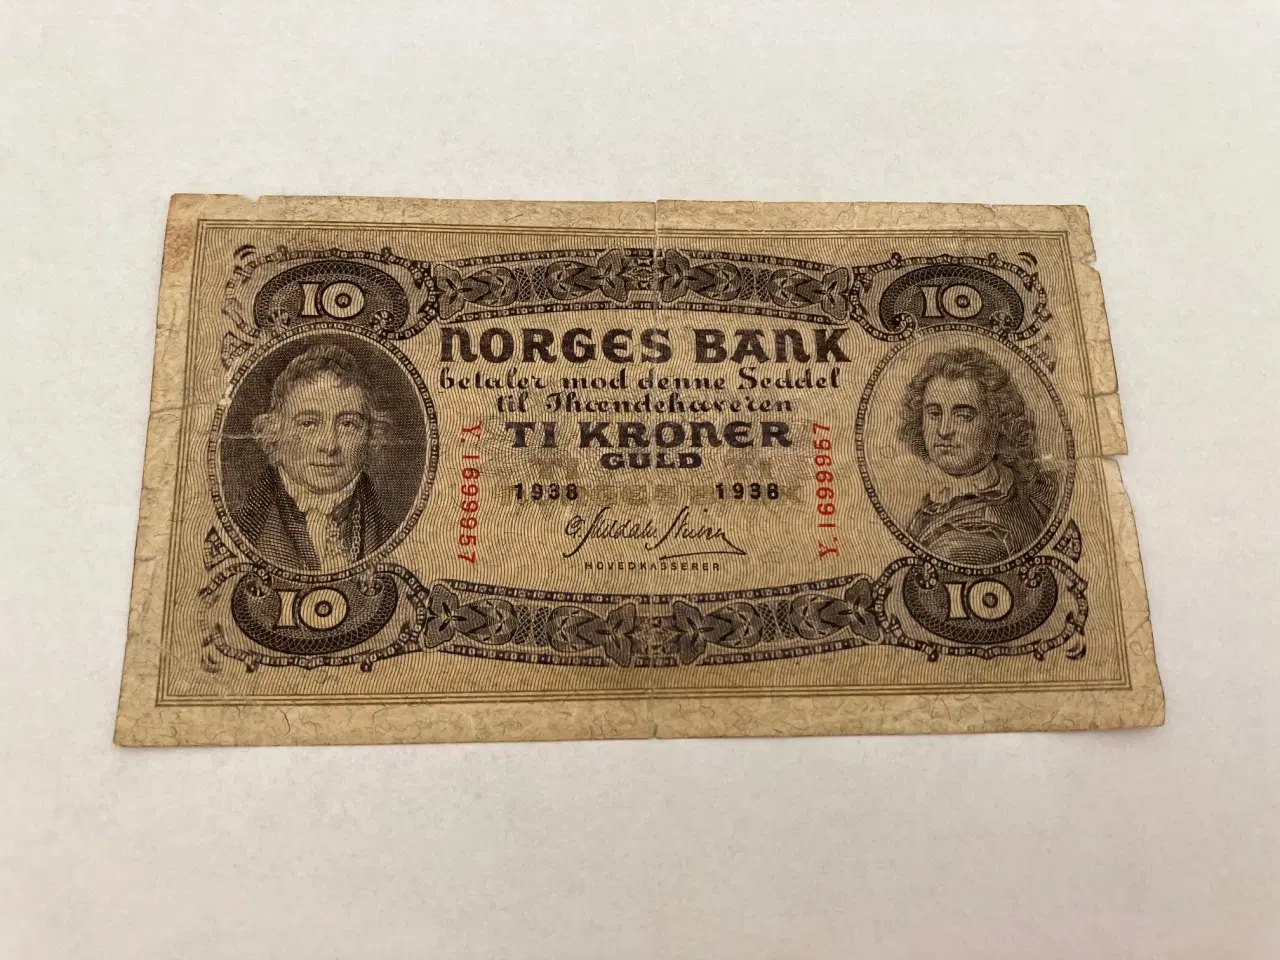 10 10
NORGES BANK
betaler mod denne Seddel
til Ihændehaveren
TI KRONER
GULD
1938 1938
Y. 1699957 Y. 1699957
HOVEDKASSERER
10 10